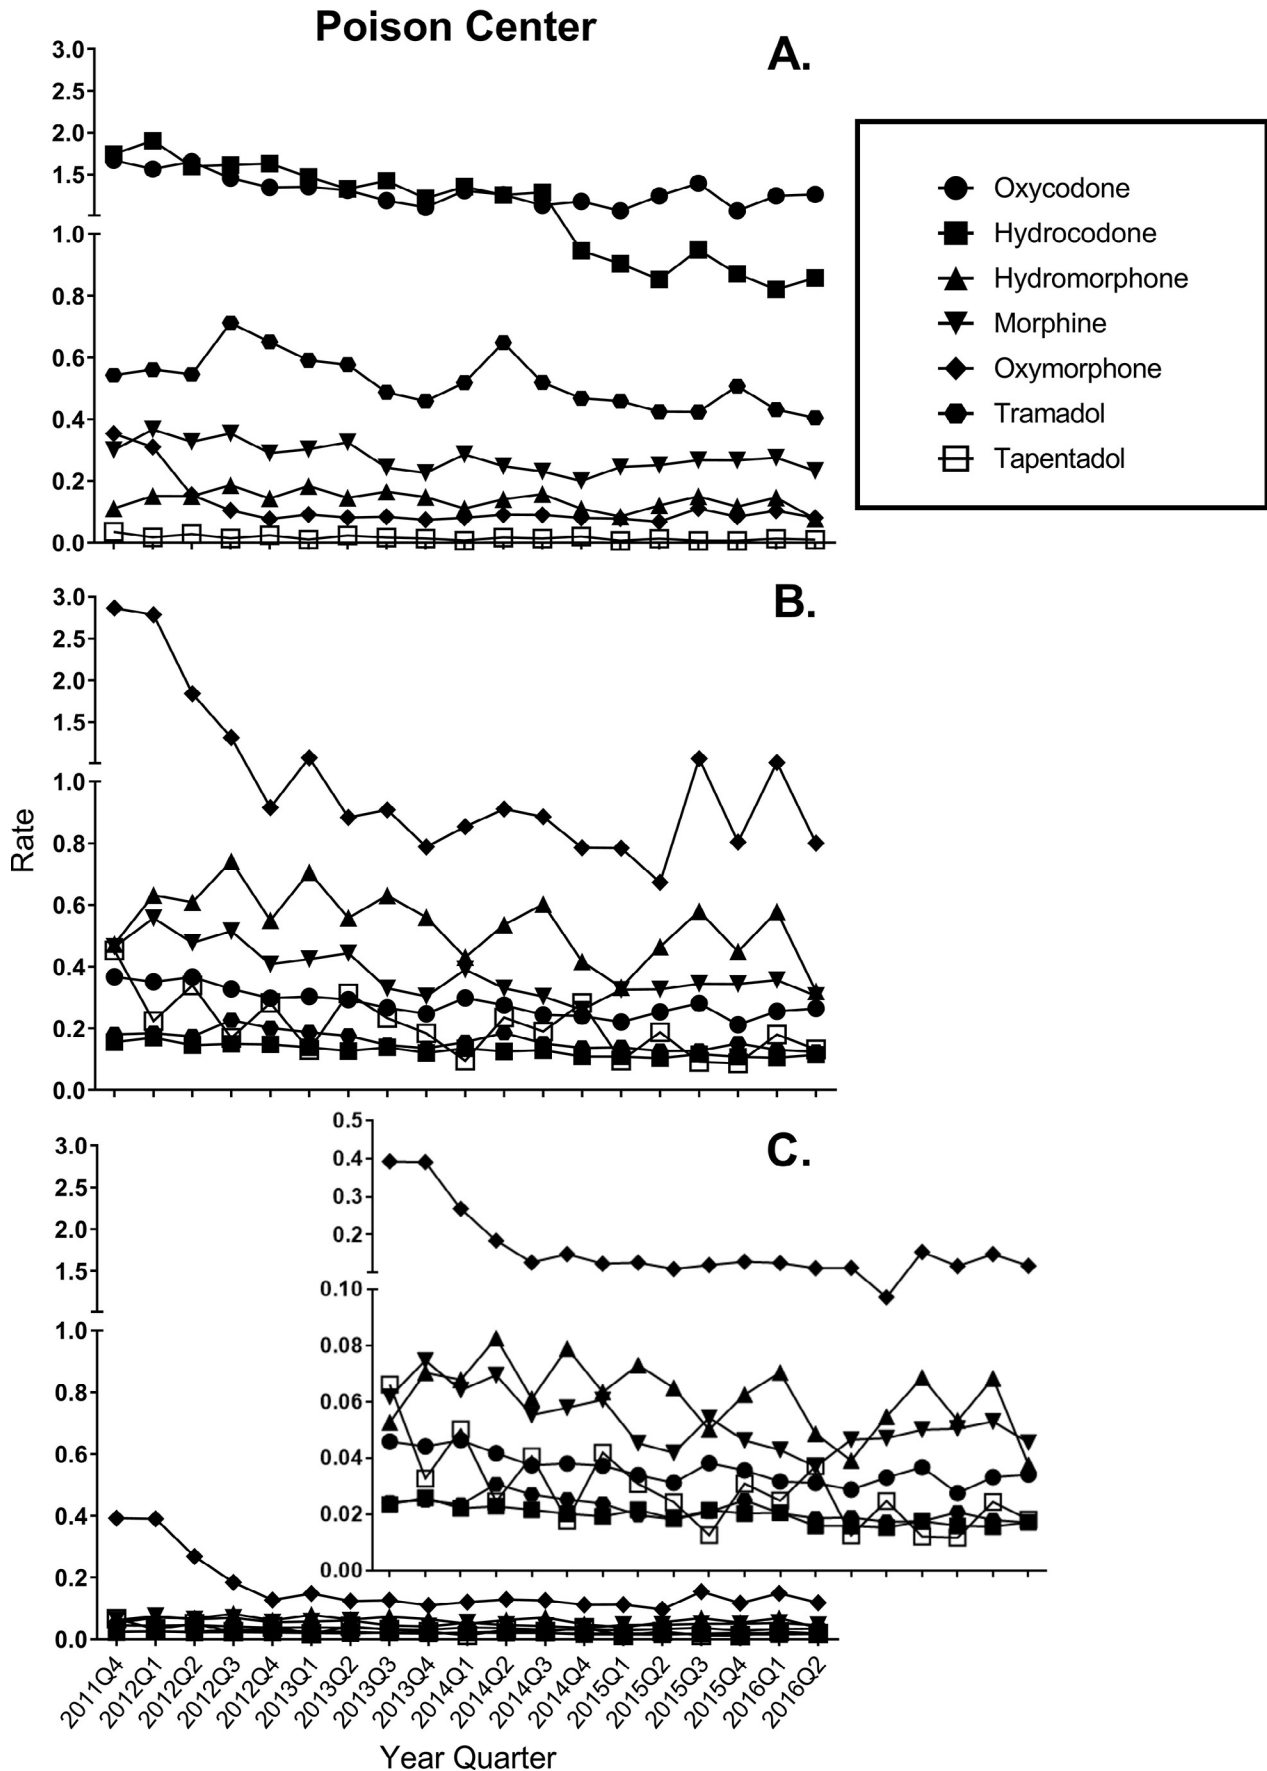 Poison Center
A.
3.0
2.5
2.0
1.5
1.0
0.8
0.6
0.4
0.2
0.0
Oxycodone
Hydrocodone
Hydromorphone
Morphine
Oxymorphone
Tramadol
Tapentadol
B.
3.0
2.5
2.0
1.5
1.0
0.8
0.6
0.4
0.2
0.0
Rate
C.
3.0
2.5
2.0
1.5
1.0
0.8
0.6
0.4
0.2
0.0
0.5
0.4
0.3
0.2
0.10
0.08
0.06
0.04
0.02
0.00
2011Q4
2012Q1
2012Q2
2012Q3
2012Q4
2013Q1
2013Q2
2013Q3
2013Q4
2014Q1
2014Q2
2014Q3
2014Q4
2015Q1
2015Q2
2015Q3
2015Q4
2016Q1
2016Q2
Year Quarter